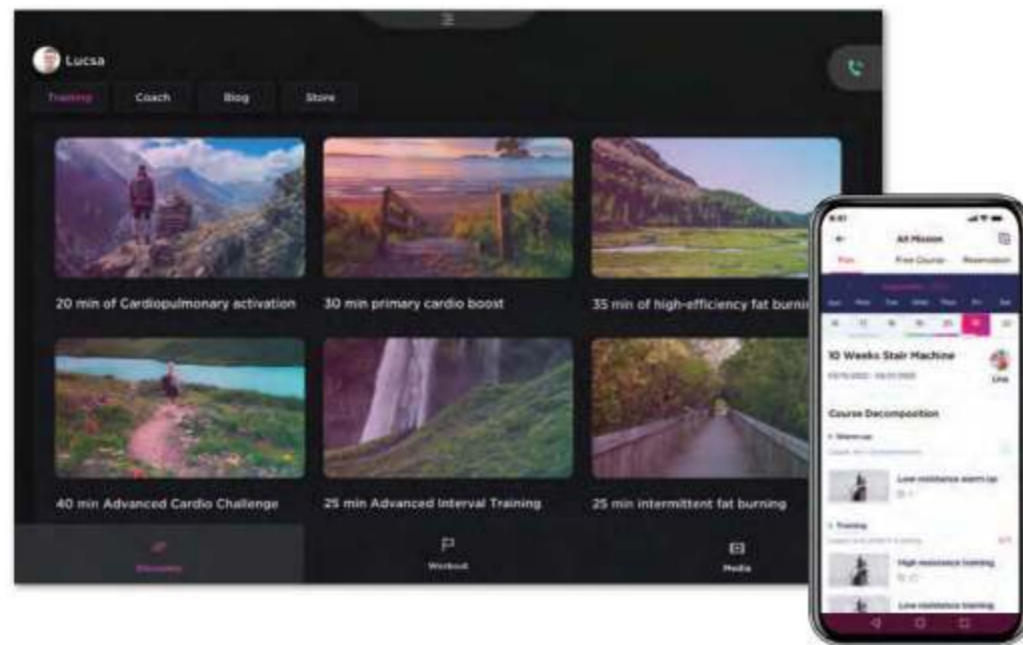 Lucsa
Training Coach Blog Store
20 min of Cardiopulmonary activation
30 min primary cardio boost
35 min of high-efficiency fat burnin
40 min Advanced Cardio Challenge
25 min Advanced Interval Training
25 min intermittent fat burning
Workout
Media
All Mission
Free Course Reservation
10 Weeks Stair Machine
Course Decomposition
Warm-up
Low resistance warm up
Training
High resistance training
Low resistance training